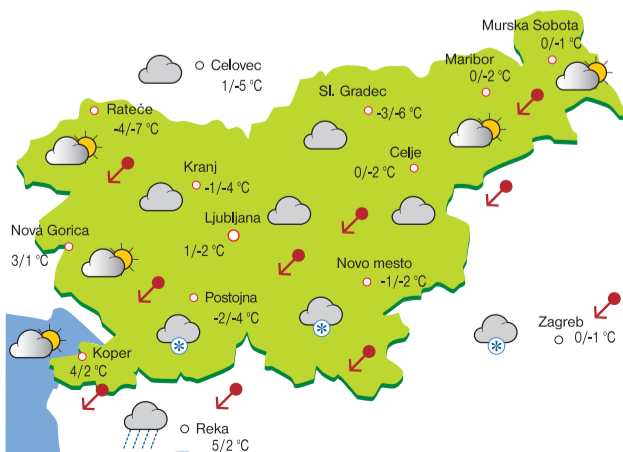 Murska Sobota
0/-1 °C
Celovec
1/-5 °C
Maribor
0/-2 °C
Sl. Gradec
-3/-6 °C
Rateče
-4/-7 °C
Celje
0/-2 °C
Kranj
-1/-4 °C
Ljubljana
1/-2 °C
Nova Gorica
3/1 °C
Novo mesto
-1/-2 °C
Postojna
-2/-4 °C
Zagreb
0/-1 °C
Koper
4/2 °C
Reka
5/2 °C